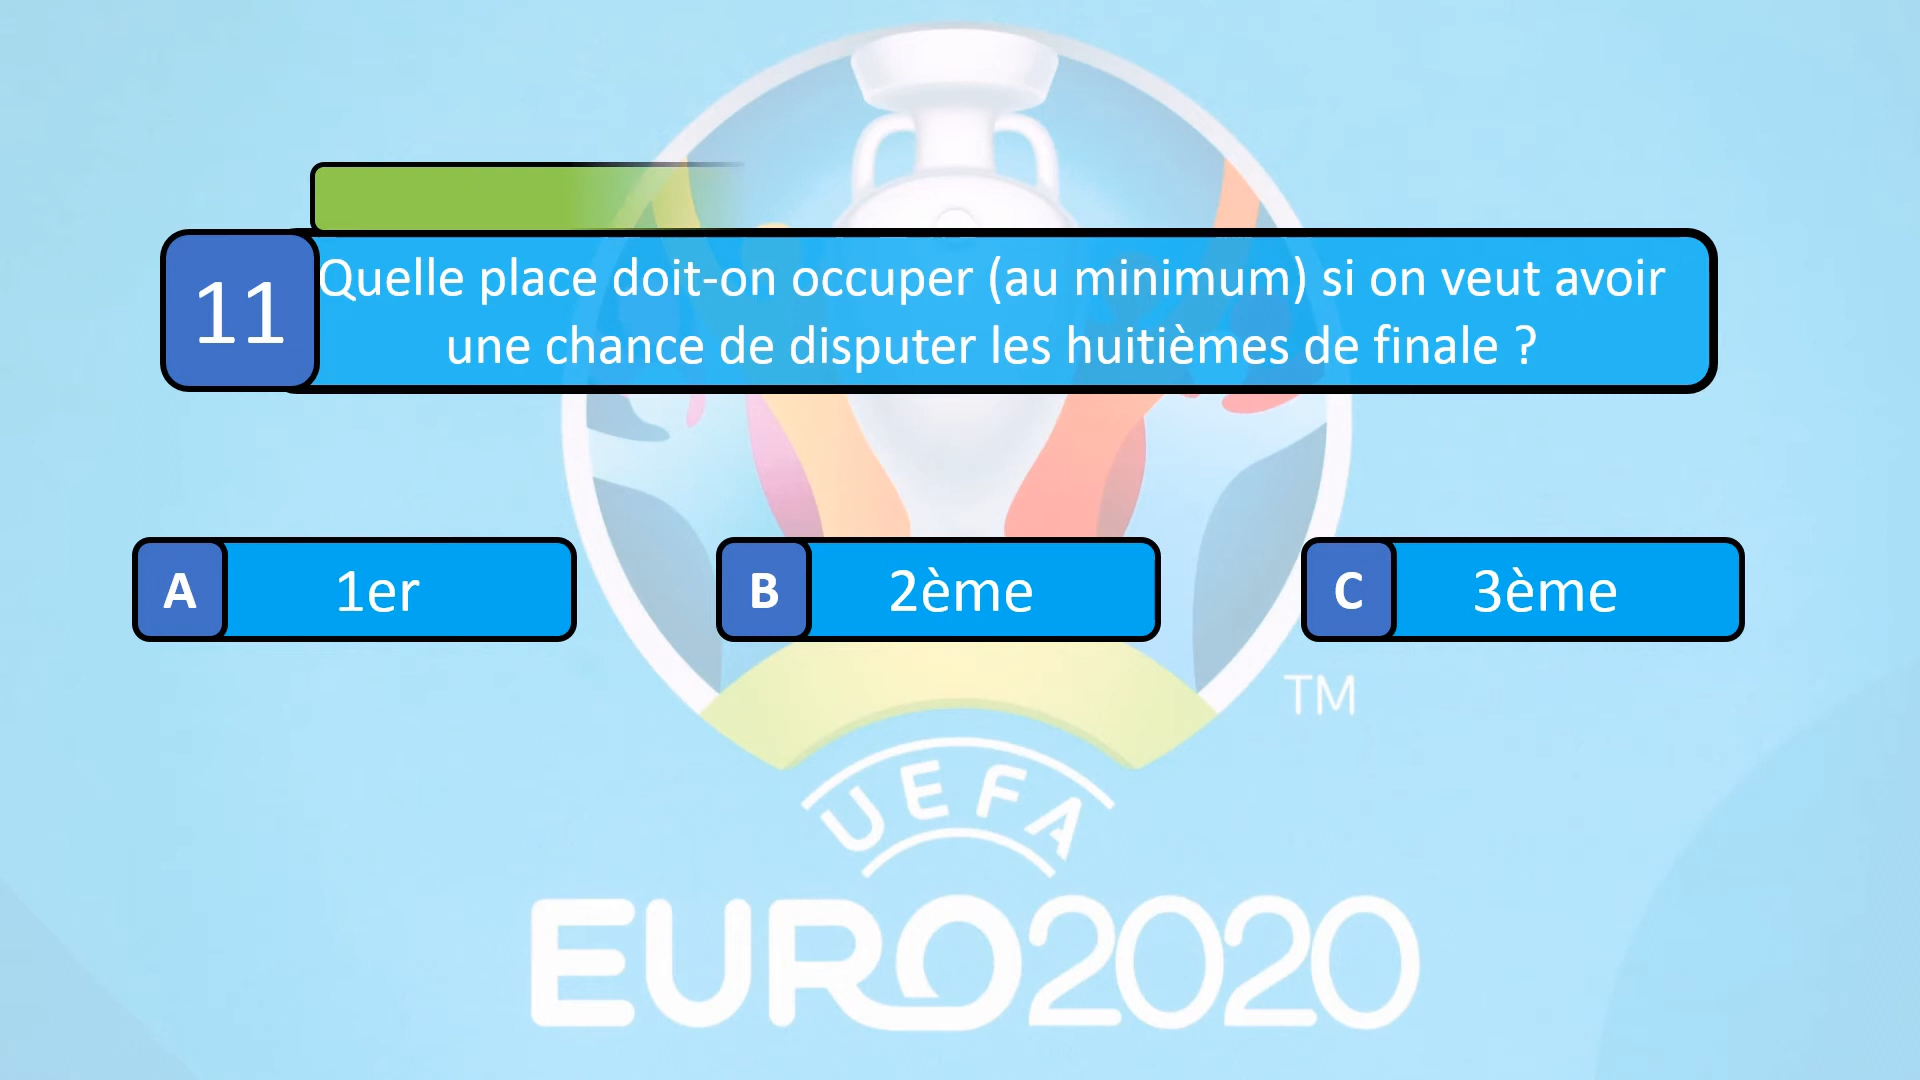 11
Quelle place doit-on occuper (au minimum) si on veut avoir
une chance de disputer les huitièmes de finale ?
A 1er
B 2ème
C 3ème
TM
UEFA
EURO2020